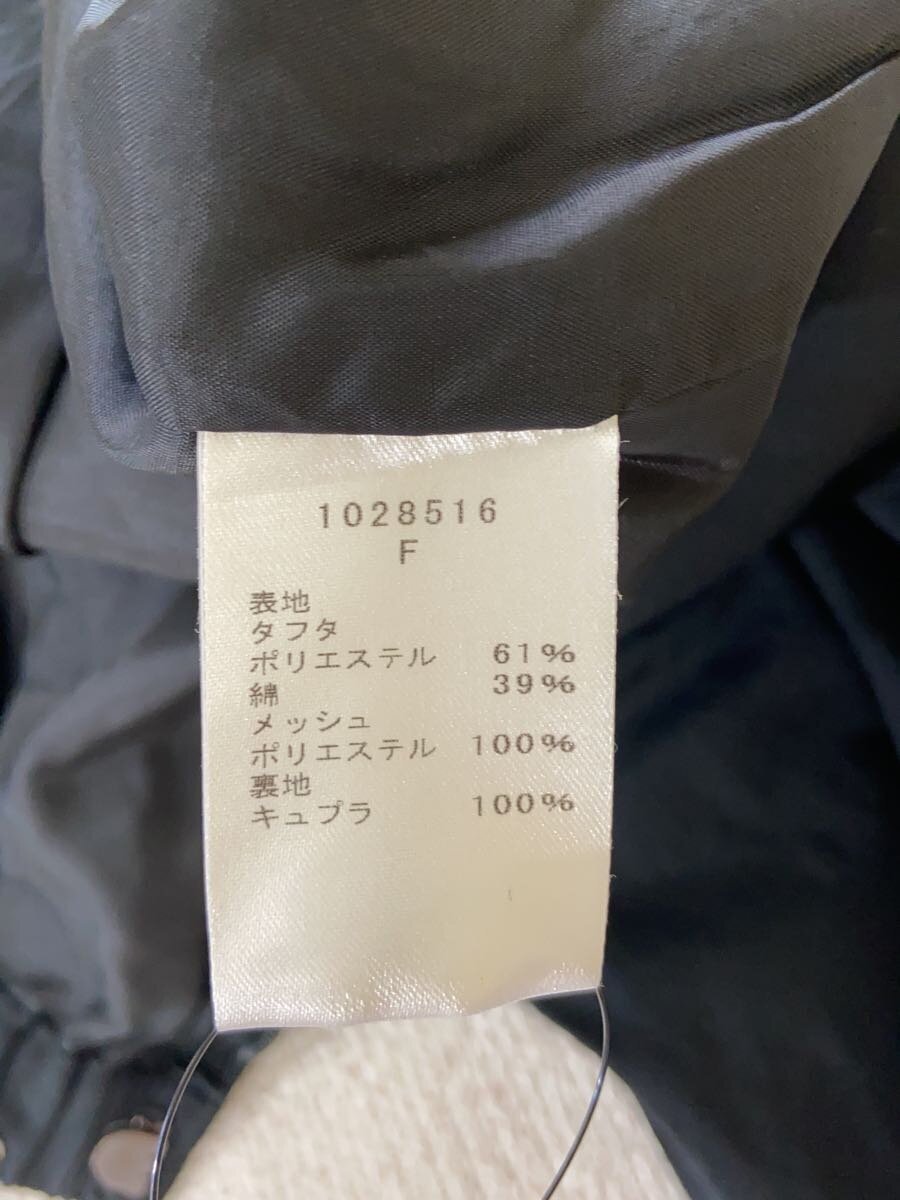 1028516
F
表地
タフタ
ポリエステル 61%
綿 39%
メッシュ
ポリエステル 100%
裏地
キュプラ 100%